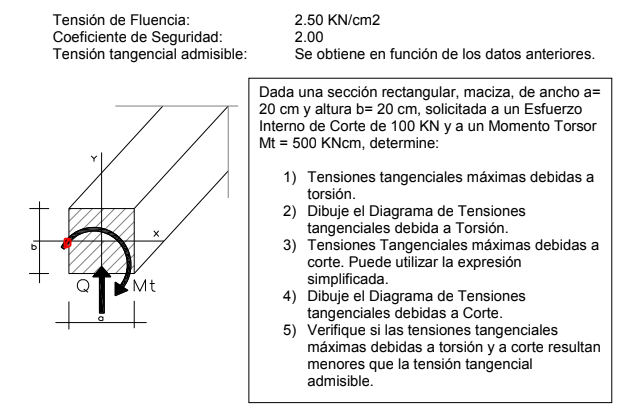 Tensión de Fluencia: 2.50 KN/cm2
Coeficiente de Seguridad: 2.00
Tensión tangencial admisible: Se obtiene en función de los datos anteriores.
Dada una sección rectangular, maciza, de ancho a=
20 cm y altura b= 20 cm, solicitada a un Esfuerzo
Interno de Corte de 100 KN y a un Momento Torsor
Mt = 500 KNcm, determine:
1) Tensiones tangenciales máximas debidas a
torsión.
2) Dibuje el Diagrama de Tensiones
tangenciales debida a Torsión.
3) Tensiones Tangenciales máximas debidas a
corte. Puede utilizar la expresión
simplificada.
4) Dibuje el Diagrama de Tensiones
tangenciales debidas a Corte.
5) Verifique si las tensiones tangenciales
máximas debidas a torsión y a corte resultan
menores que la tensión tangencial
admisible.
Y
X
b
Q
Mt
a